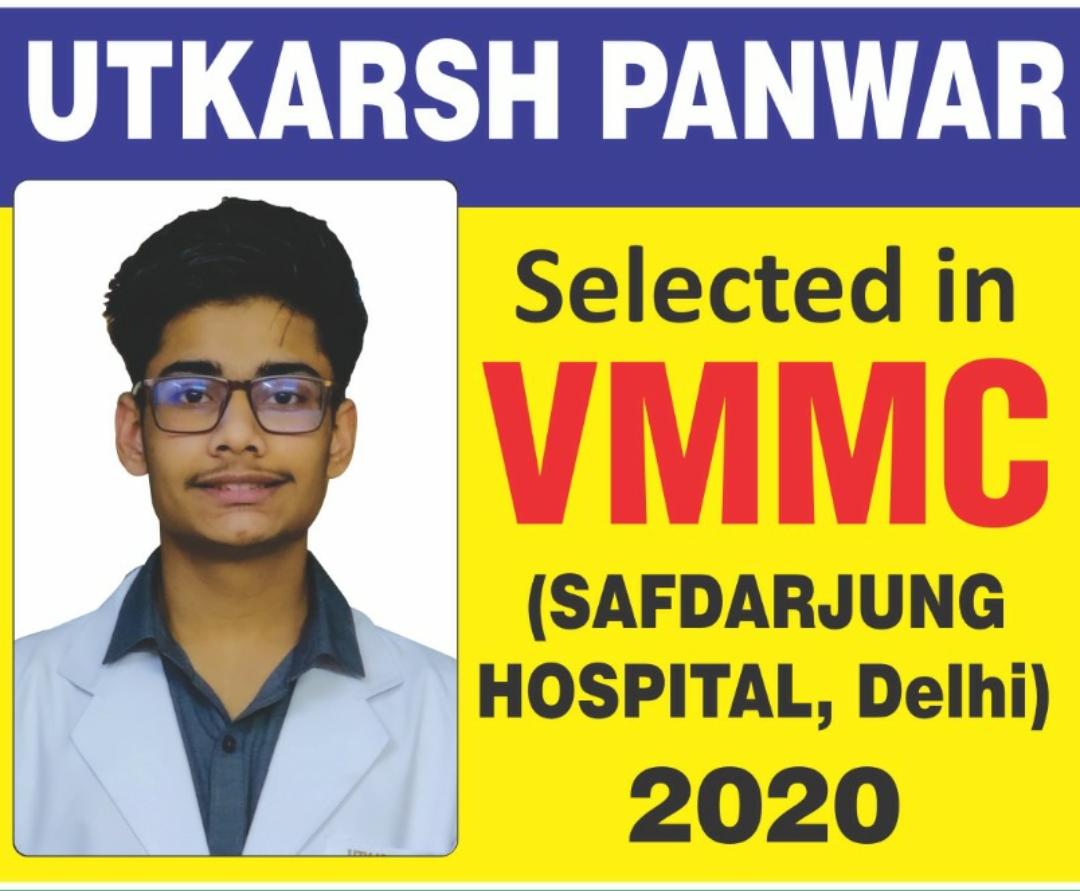 UTKARSH PANWAR
Selected in
VMMC
(SAFDARJUNG
HOSPITAL, Delhi)
2020